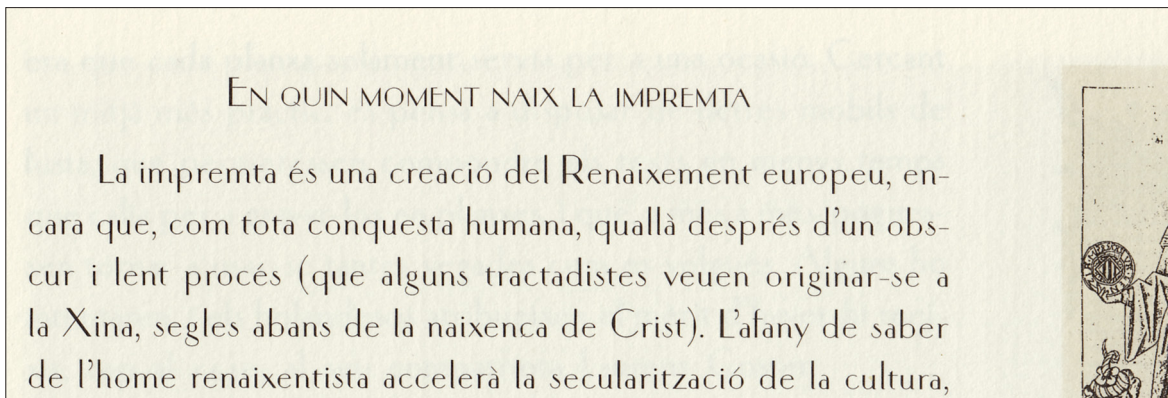 En quin moment naix la impremta
La impremta és una creació del Renaixement europeu, en-
cara que, com tota conquesta humana, quallà després d'un obs-
cur i lent procés (que alguns tractadistes veuen originar-se a
la Xina, segles abans de la naixenca de Crist). L'afany de saber
de l'home renaixentista accelerà la secularització de la cultura,